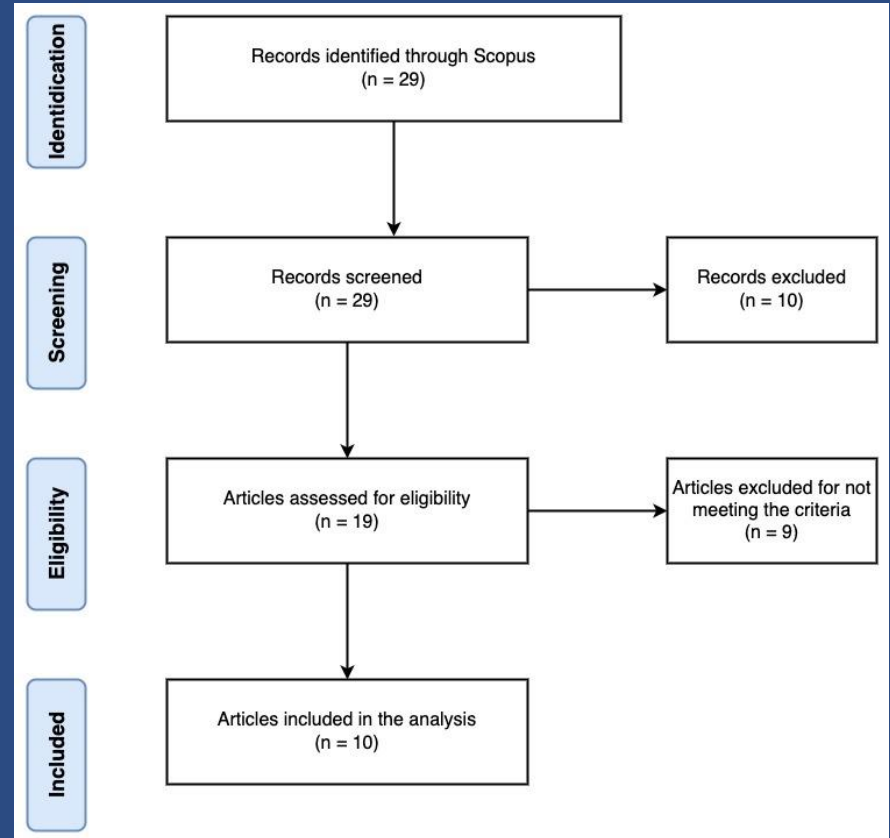 Identidication
Records identified through Scopus
(n = 29)
Screening
Records screened
(n = 29)
Records excluded
(n = 10)
Eligibility
Articles assessed for eligibility
(n = 19)
Articles excluded for not
meeting the criteria
(n = 9)
Included
Articles included in the analysis
(n = 10)